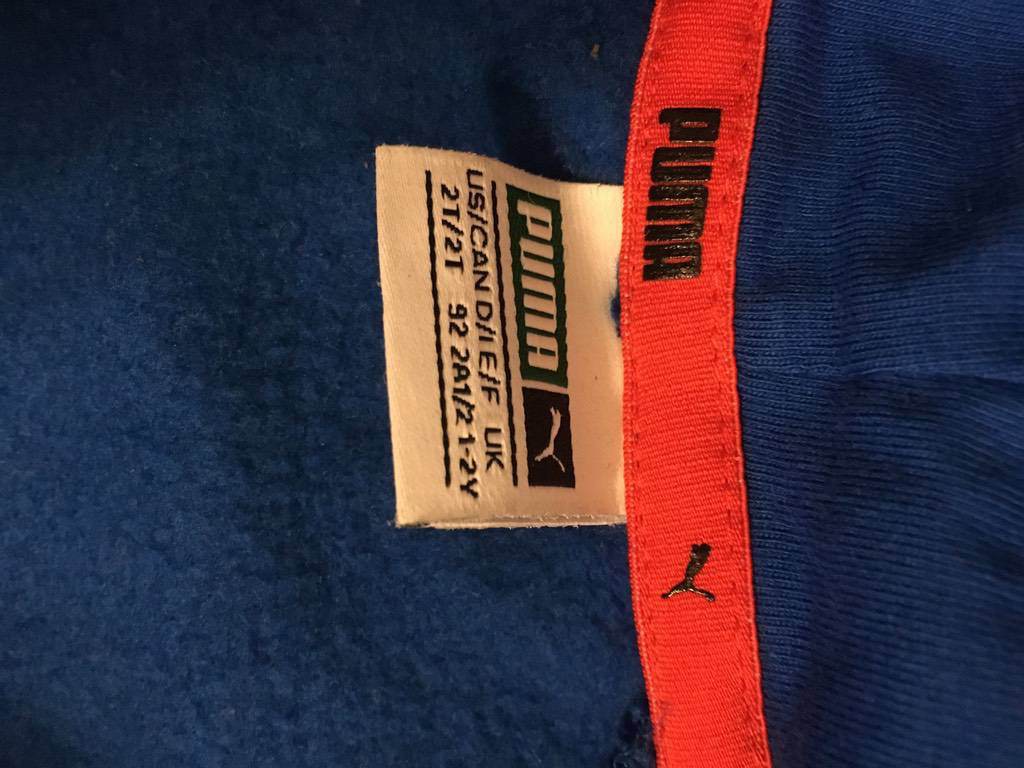 PUMA
PUMA
US/CAN D/I E/F UK
2T/2T 92 2A1/2 1-2Y